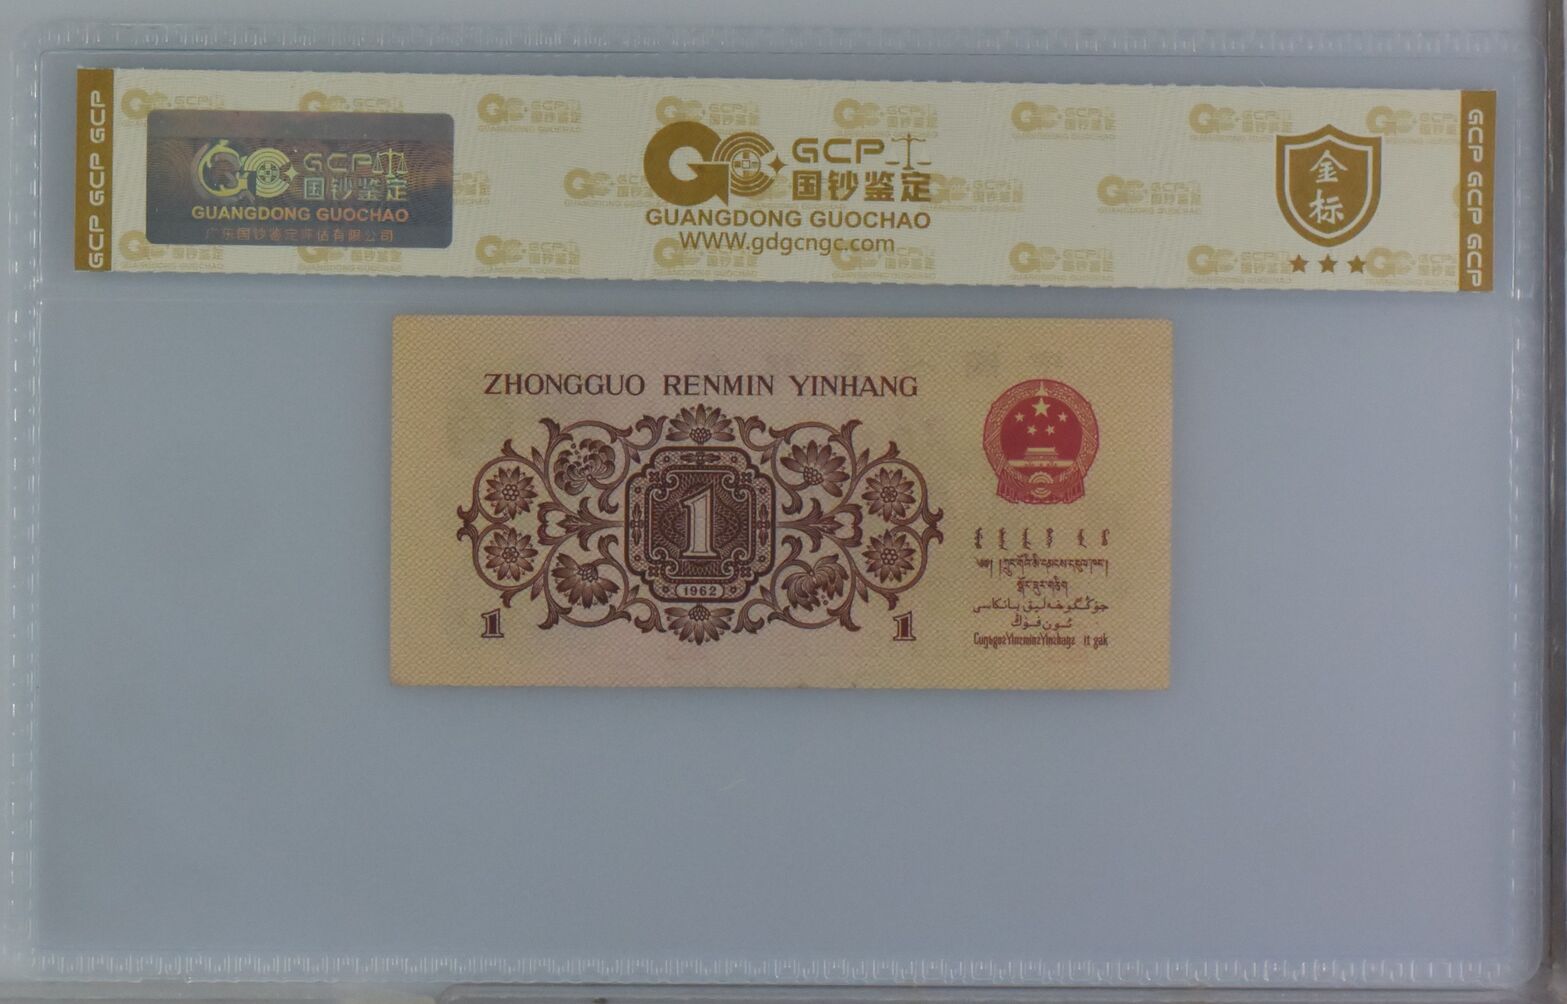 GCP GCP GCP
GCP
国钞鉴定
GUANGDONG GUOCHAO
广东国钞鉴定评估有限公司
GCP
国钞鉴定
GUANGDONG GUOCHAO
WWW.gdgcngc.com
金标
GCP GCP GCP
ZHONGGUO RENMIN YINHANG
1
1962
1
1